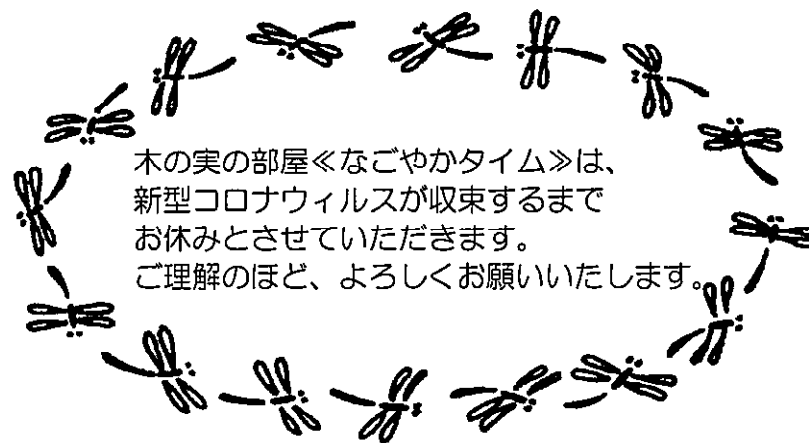 木の実の部屋≪なごやかタイム≫は、
新型コロナウィルスが収束するまで
お休みとさせていただきます。
ご理解のほど、よろしくお願いいたします。